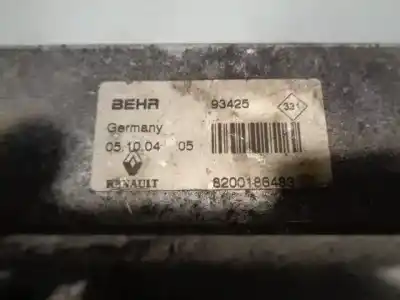 BEHR 93425 331
Germany
05.10.04 05
RENAULT 8200186483